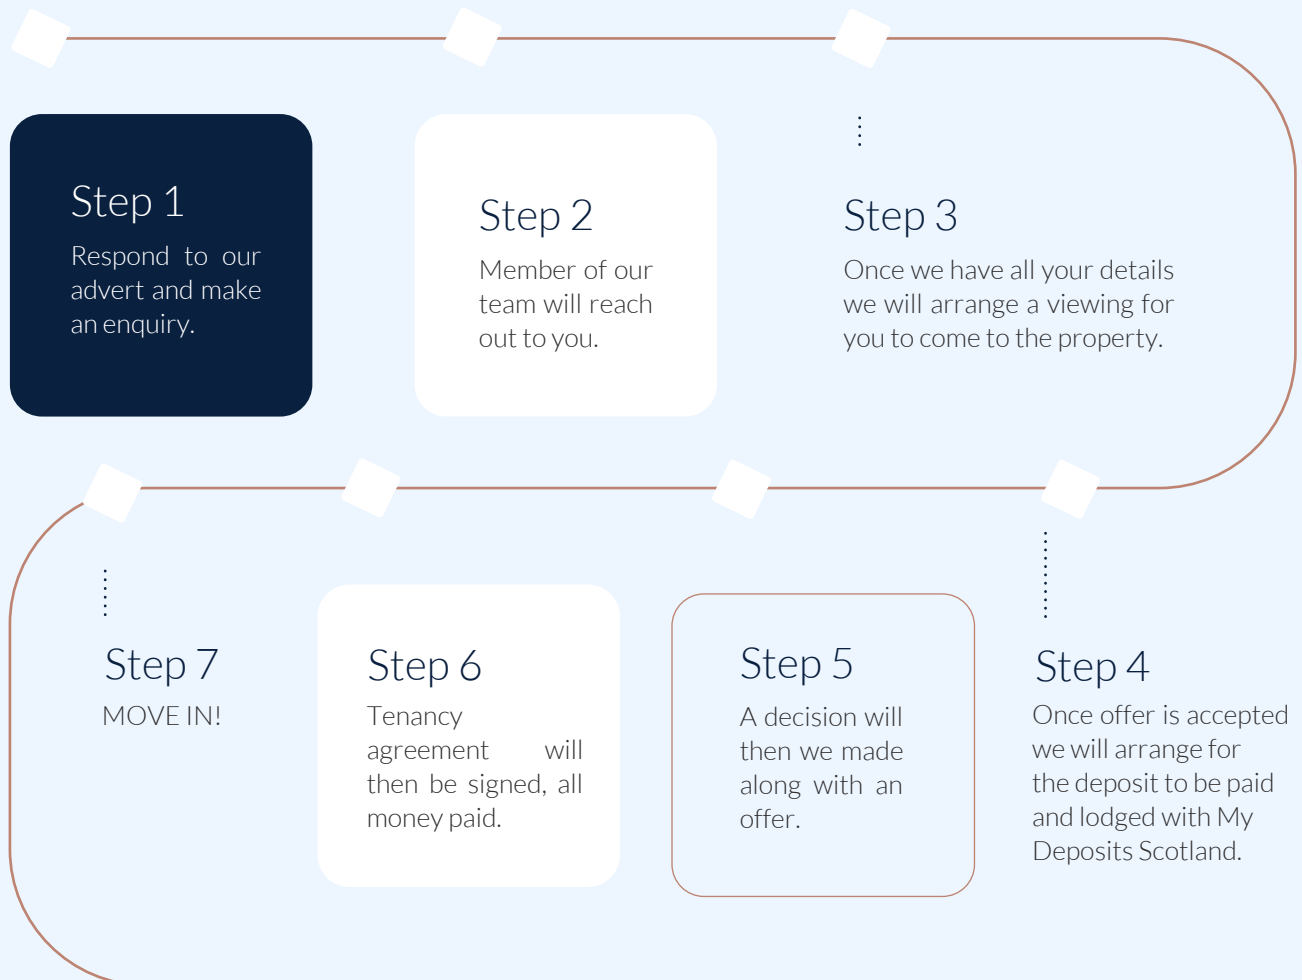 Step 1
Respond to our
advert and make
an enquiry.
Step 2
Member of our
team will reach
out to you.
Step 3
Once we have all your details
we will arrange a viewing for
you to come to the property.
Step 4
Once offer is accepted
we will arrange for
the deposit to be paid
and lodged with My
Deposits Scotland.
Step 5
A decision will
then we made
along with an
offer.
Step 6
Tenancy
agreement will
then be signed, all
money paid.
Step 7
MOVE IN!